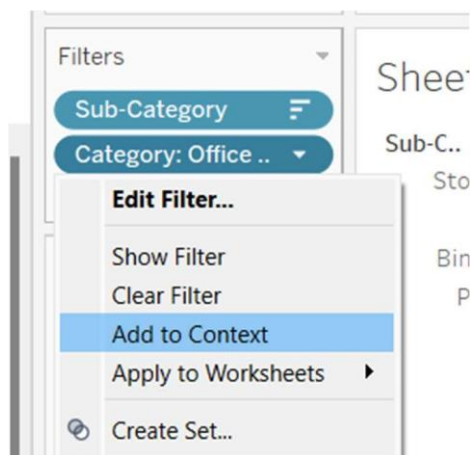 Filters
Sub-Category
Category: Office ..
Edit Filter...
Show Filter
Clear Filter
Add to Context
Apply to Worksheets
Create Set...
Shee
Sub-C..
Sto
Bin
P